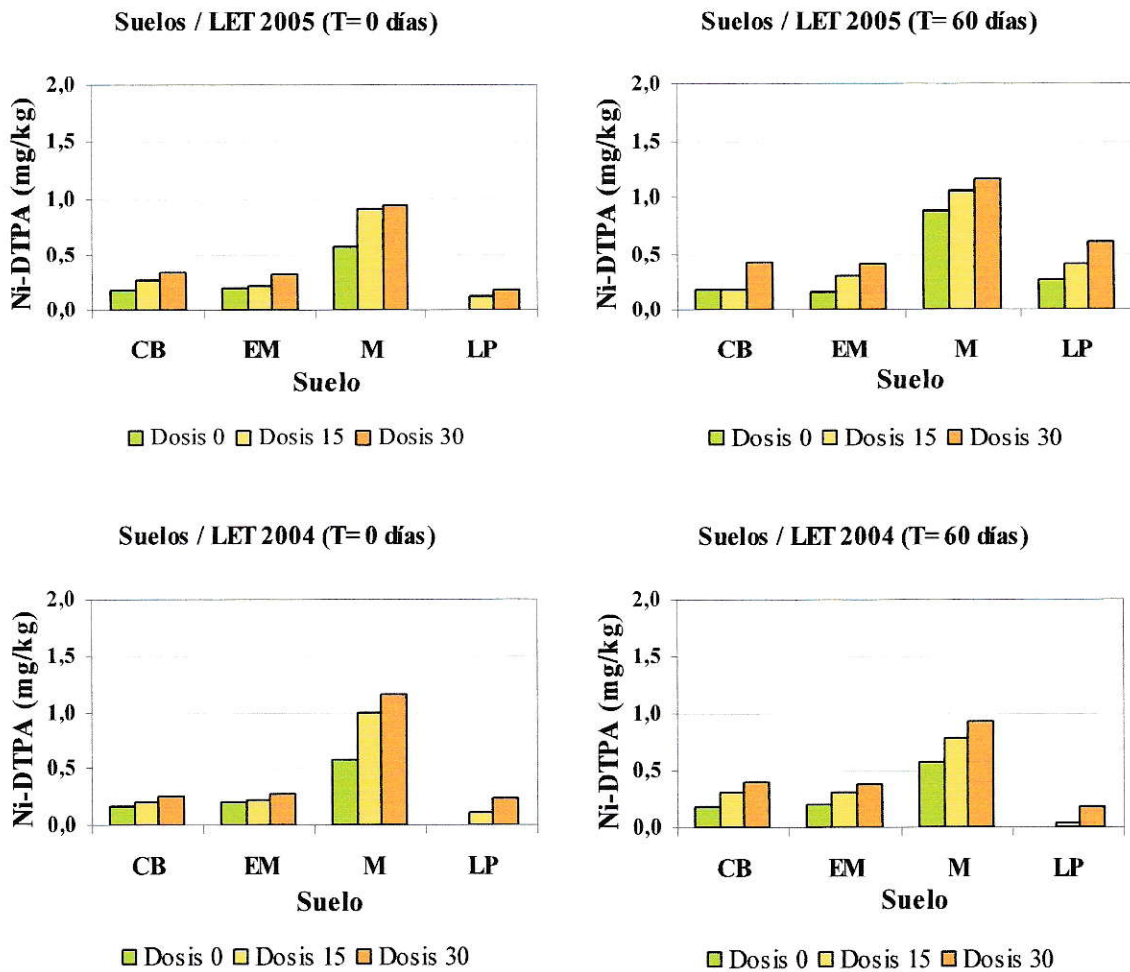 Suelos / LET 2005 (T= 0 días)
Ni-DTPA (mg/kg)
2,0
1,5
1,0
0,5
0,0
CB EM M LP
Suelo
Dosis 0 Dosis 15 Dosis 30
Suelos / LET 2005 (T= 60 días)
Ni-DTPA (mg/kg)
2,0
1,5
1,0
0,5
0,0
CB EM M LP
Suelo
Dosis 0 Dosis 15 Dosis 30
Suelos / LET 2004 (T= 0 días)
Ni-DTPA (mg/kg)
2,0
1,5
1,0
0,5
0,0
CB EM M LP
Suelo
Dosis 0 Dosis 15 Dosis 30
Suelos / LET 2004 (T= 60 días)
Ni-DTPA (mg/kg)
2,0
1,5
1,0
0,5
0,0
CB EM M LP
Suelo
Dosis 0 Dosis 15 Dosis 30